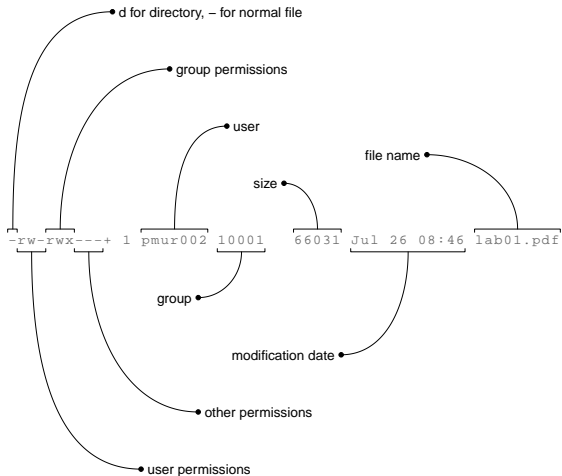 d for directory, – for normal file
group permissions
user
file name
size
-rw-rwx---+ 1 pmur002 10001 66031 Jul 26 08:46 lab01.pdf
group
modification date
other permissions
user permissions